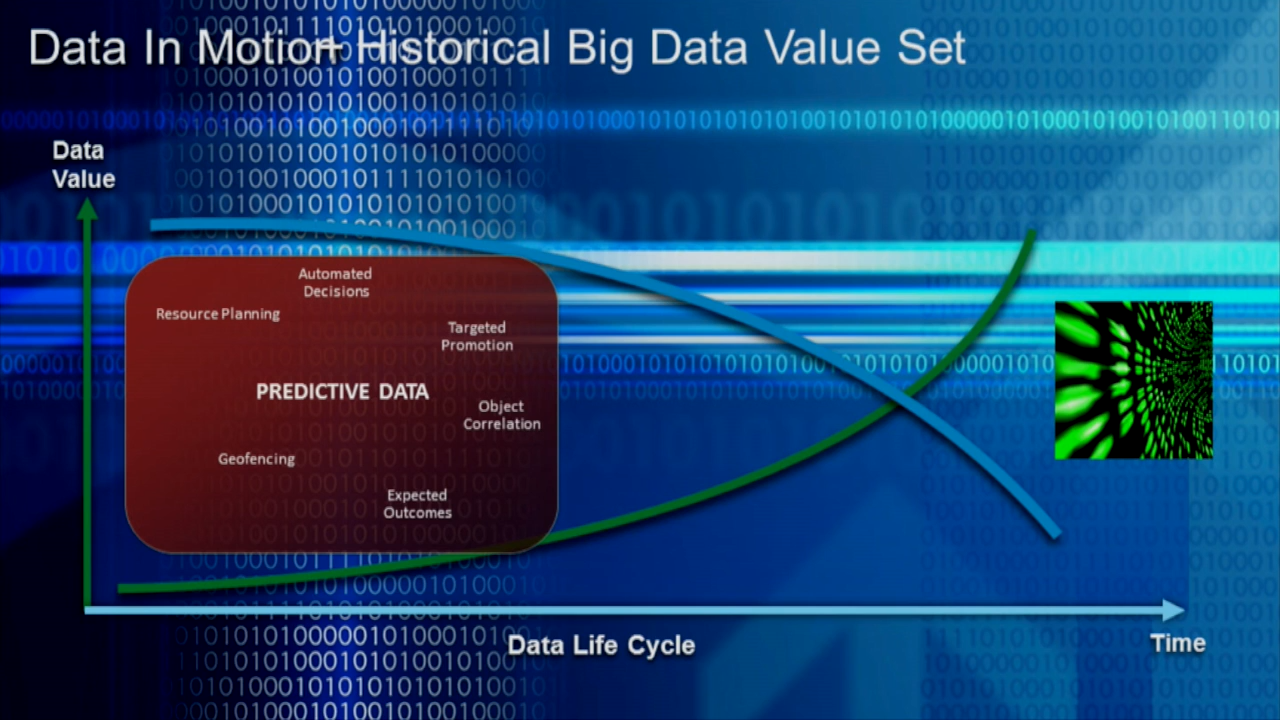 Data In Motion+ Historical Big Data Value Set
Data
Value
Automated
Decisions
Resource Planning
Targeted
Promotion
PREDICTIVE DATA
Object
Correlation
Geofencing
Expected
Outcomes
Data Life Cycle
Time